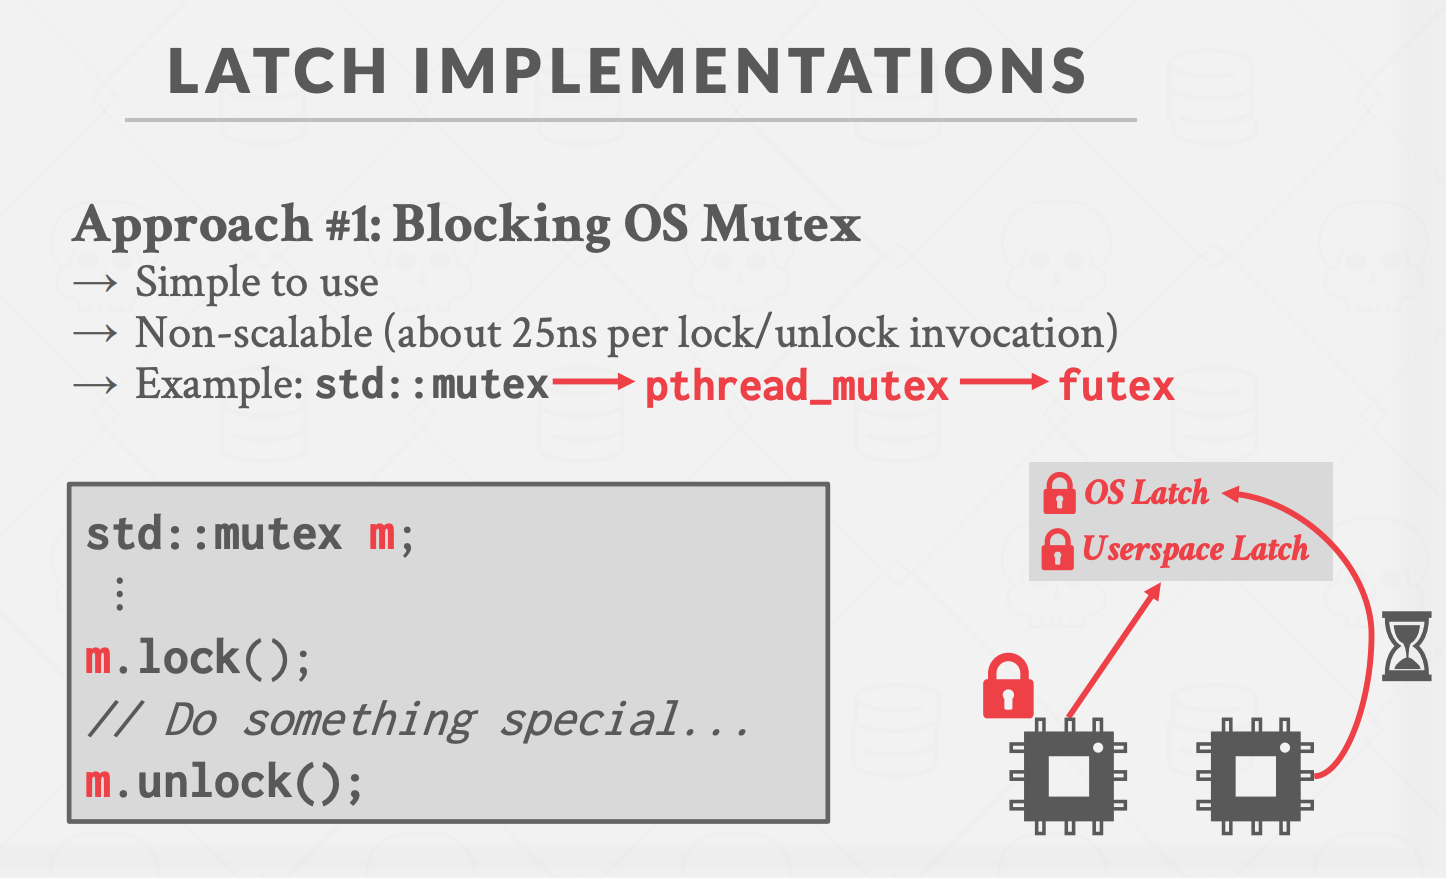 LATCH IMPLEMENTATIONS
Approach #1: Blocking OS Mutex
→ Simple to use
→ Non-scalable (about 25ns per lock/unlock invocation)
→ Example: std::mutex → pthread_mutex → futex
std::mutex m;
⋮
m.lock();
// Do something special...
m.unlock();
OS Latch
Userspace Latch